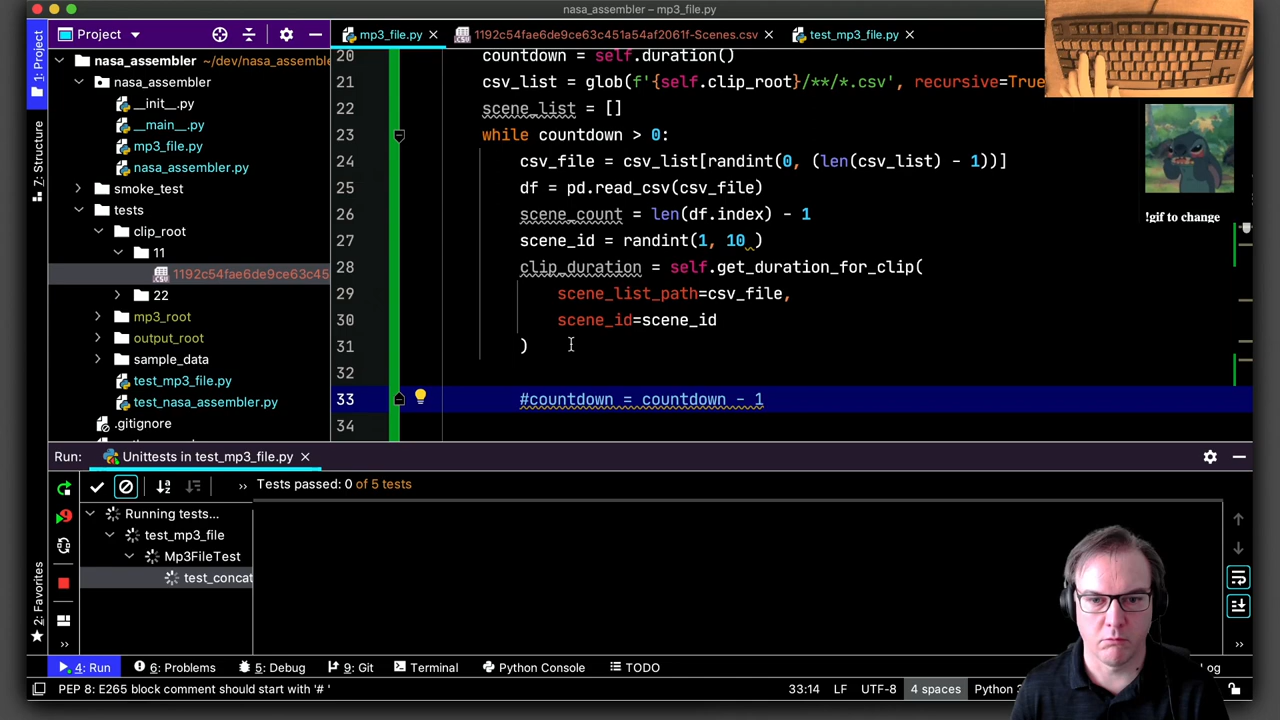 nasa_assembler – mp3_file.py
Project
mp3_file.py
1192c54fae6de9ce63c451a54af2061f-Scenes.csv
test_mp3_file.py
1: Project
7: Structure
2: Favorites
nasa_assembler ~/dev/nasa_assemble
nasa_assembler
__init__.py
__main__.py
mp3_file.py
nasa_assembler.py
smoke_test
tests
clip_root
11
1192c54fae6de9ce63c45
22
mp3_root
output_root
sample_data
test_mp3_file.py
test_nasa_assembler.py
.gitignore
20 countdown = self.duration()
21 csv_list = glob(f'{self.clip_root}/**/*.csv', recursive=True
22 scene_list = []
23 while countdown > 0:
24 csv_file = csv_list[randint(0, (len(csv_list) - 1))]
25 df = pd.read_csv(csv_file)
26 scene_count = len(df.index) - 1
27 scene_id = randint(1, 10 )
28 clip_duration = self.get_duration_for_clip(
29 scene_list_path=csv_file,
30 scene_id=scene_id
31 )
32
33 #countdown = countdown - 1
34
!gif to change
Run: Unittests in test_mp3_file.py
Tests passed: 0 of 5 tests
Running tests...
test_mp3_file
Mp3FileTest
test_concat
4: Run
6: Problems
5: Debug
9: Git
Terminal
Python Console
TODO
PEP 8: E265 block comment should start with '# '
33:14
LF
UTF-8
4 spaces